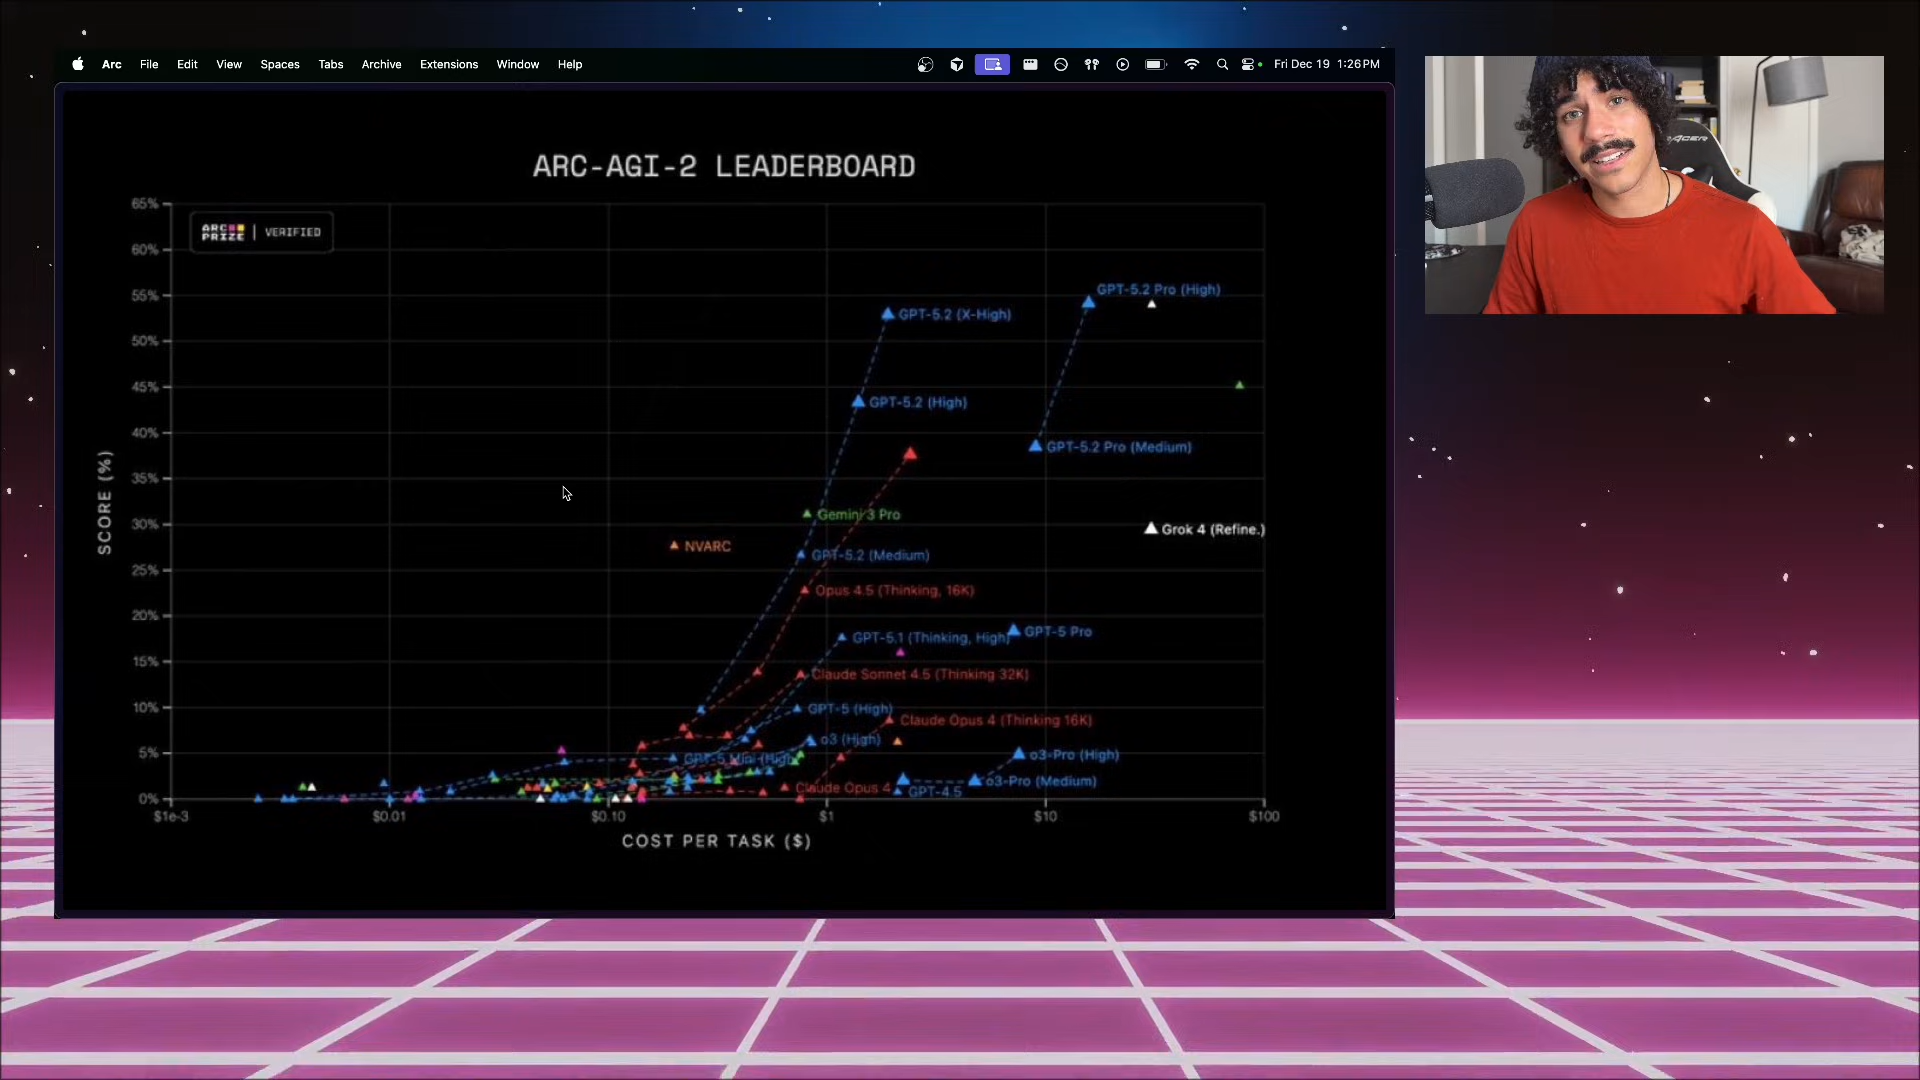 Arc File Edit View Spaces Tabs Archive Extensions Window Help Fri Dec 19 1:26 PM
ARC-AGI-2 LEADERBOARD
65%
ARC PRIZE | VERIFIED
60%
55%
50%
45%
40%
35%
30%
25%
20%
15%
10%
5%
0%
SCORE (%)
GPT-5.2 Pro (High)
GPT-5.2 (X-High)
GPT-5.2 (High)
GPT-5.2 Pro (Medium)
Gemini 3 Pro
Grok 4 (Refine.)
NVARC
GPT-5.2 (Medium)
Opus 4.5 (Thinking, 16K)
GPT-5.1 (Thinking, High)
GPT-5 Pro
Claude Sonnet 4.5 (Thinking 32K)
GPT-5 (High)
Claude Opus 4 (Thinking 16K)
o3 (High)
GPT-5 Mini (High)
o3-Pro (High)
o3-Pro (Medium)
Claude Opus 4
GPT-4.5
$1e-3 $0.01 $0.10 $1 $10 $100
COST PER TASK ($)
ACER